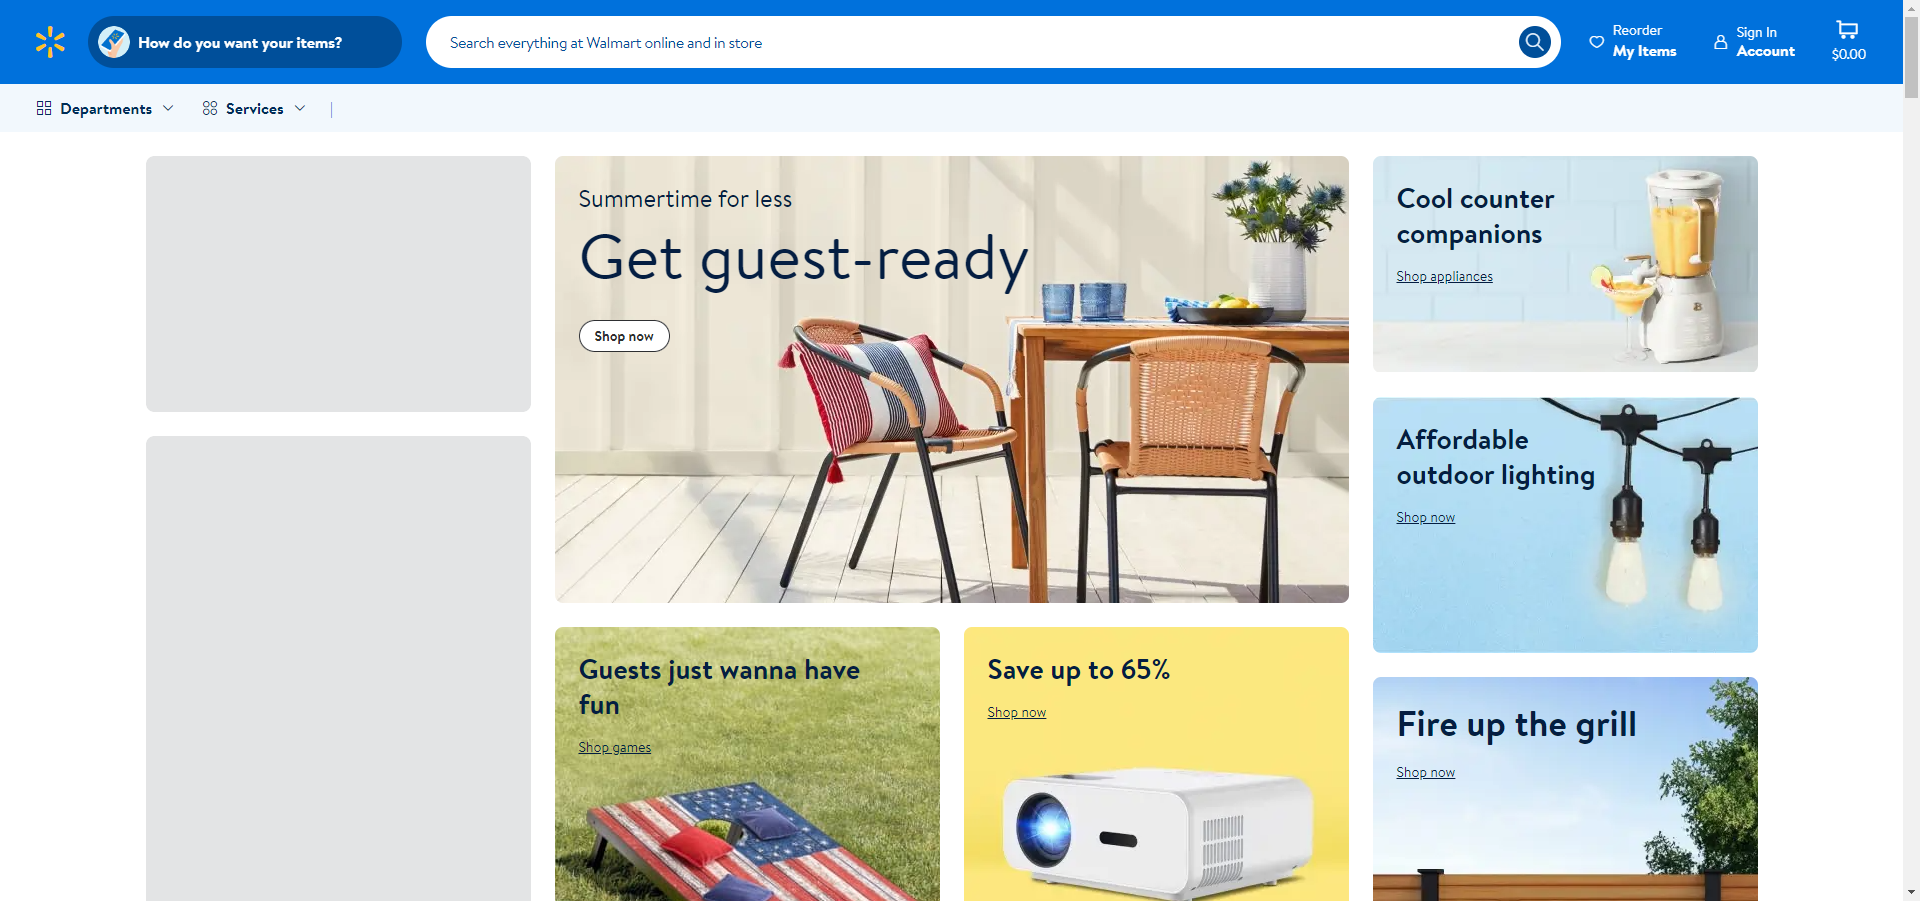 How do you want your items?
Search everything at Walmart online and in store
Reorder
My Items
Sign In
Account
$0.00
Departments
Services
Summertime for less
Get guest-ready
Shop now
Cool counter
companions
Shop appliances
Affordable
outdoor lighting
Shop now
Guests just wanna have
fun
Shop games
Save up to 65%
Shop now
Fire up the grill
Shop now